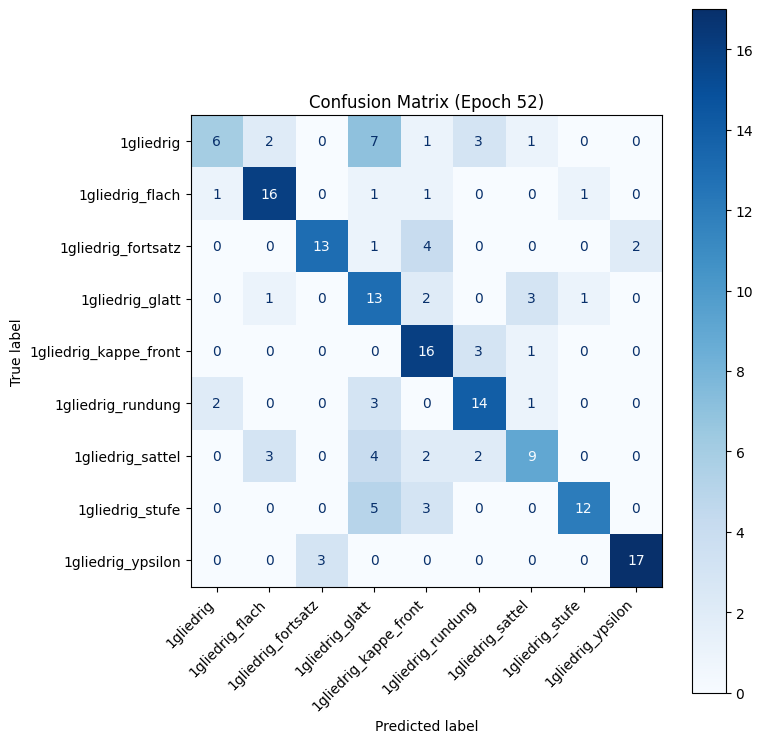 Confusion Matrix (Epoch 52)
True label
1gliedrig 6 2 0 7 1 3 1 0 0
1gliedrig_flach 1 16 0 1 1 0 0 1 0
1gliedrig_fortsatz 0 0 13 1 4 0 0 0 2
1gliedrig_glatt 0 1 0 13 2 0 3 1 0
1gliedrig_kappe_front 0 0 0 0 16 3 1 0 0
1gliedrig_rundung 2 0 0 3 0 14 1 0 0
1gliedrig_sattel 0 3 0 4 2 2 9 0 0
1gliedrig_stufe 0 0 0 5 3 0 0 12 0
1gliedrig_ypsilon 0 0 3 0 0 0 0 0 17
1gliedrig
1gliedrig_flach
1gliedrig_fortsatz
1gliedrig_glatt
1gliedrig_kappe_front
1gliedrig_rundung
1gliedrig_sattel
1gliedrig_stufe
1gliedrig_ypsilon
Predicted label
16
14
12
10
8
6
4
2
0